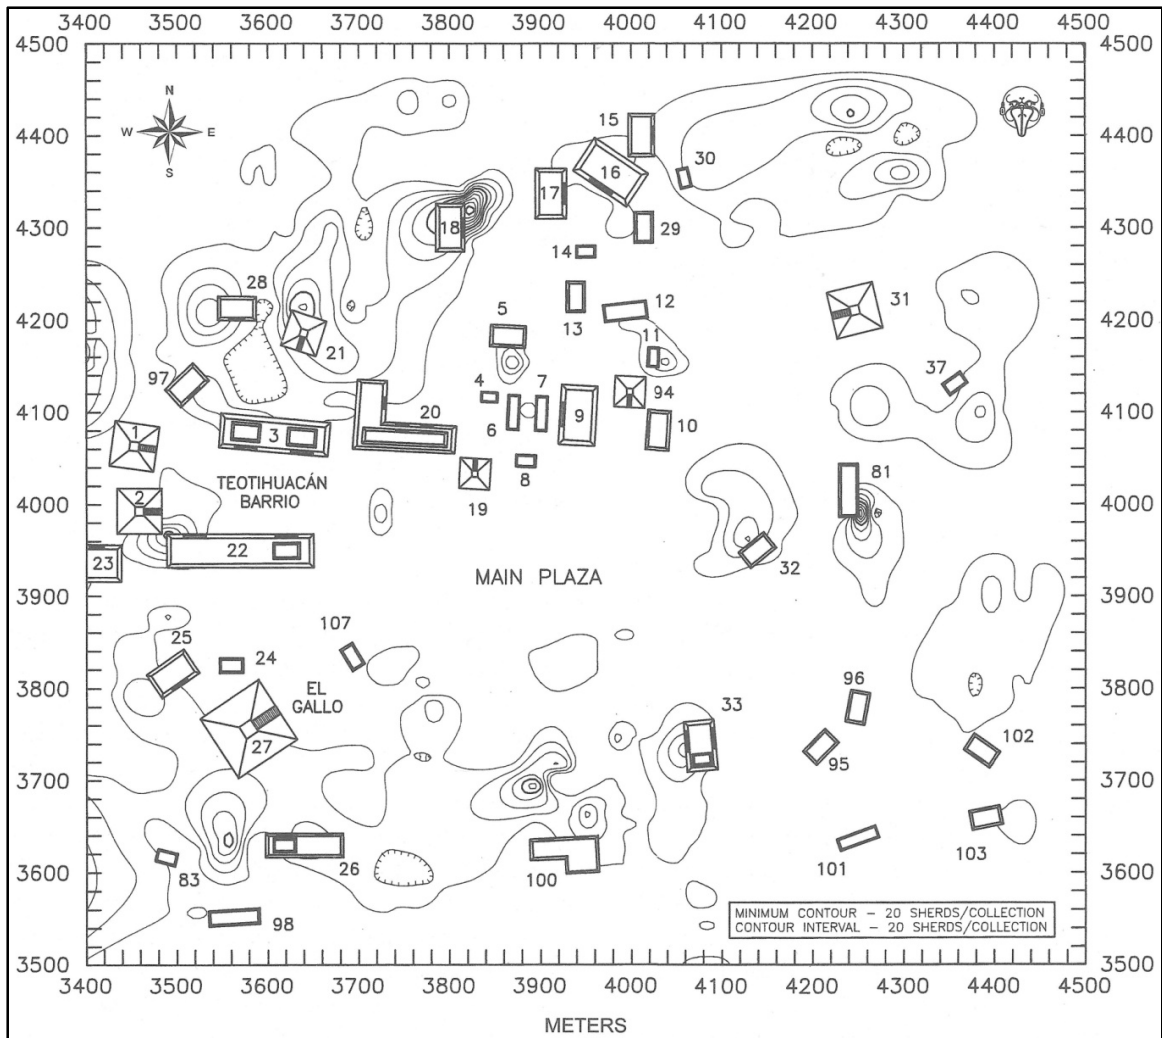 3400 3500 3600 3700 3800 3900 4000 4100 4200 4300 4400 4500
4500 4500
N
W E
S
15
4400 4400
16
30
17
4300 18 29 4300
14
28
31
12
4200 5 13 4200
21
11
97 37
4 7 94
4100 20 9 4100
6 10
1 3
8
81
TEOTIHUACÁN
BARRIO
19
4000 2 4000
22
23 32
MAIN PLAZA
3900 3900
107
25
24
96
EL
GALLO
3800 3800
33
27 102
95
3700 3700
103
101
83 26 100
3600 3600
98
MINIMUM CONTOUR – 20 SHERDS/COLLECTION
CONTOUR INTERVAL – 20 SHERDS/COLLECTION
3500 3500
3400 3500 3600 3700 3800 3900 4000 4100 4200 4300 4400 4500
METERS